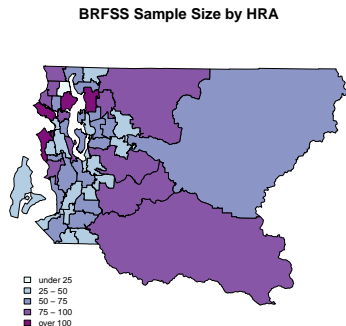 BRFSS Sample Size by HRA
under 25
25 – 50
50 – 75
75 – 100
over 100